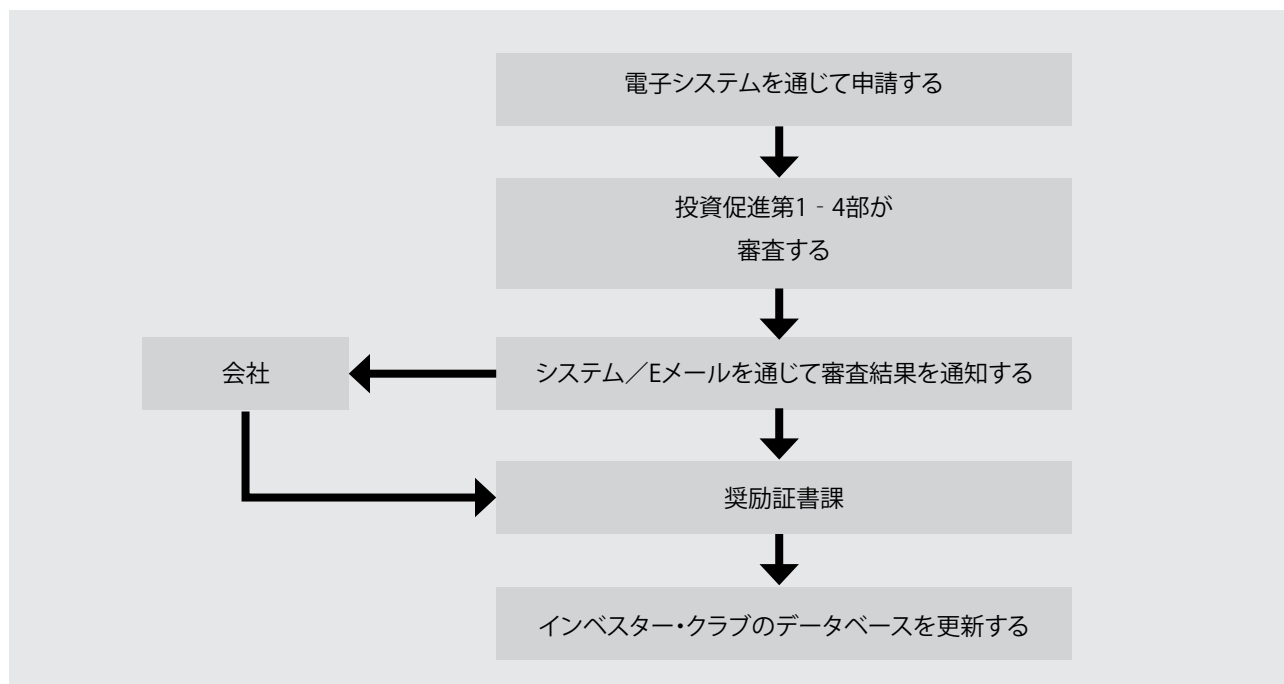 電子システムを通じて申請する
投資促進第1‐4部が
審査する
会社
システム／Eメールを通じて審査結果を通知する
奨励証書課
インベスター・クラブのデータベースを更新する